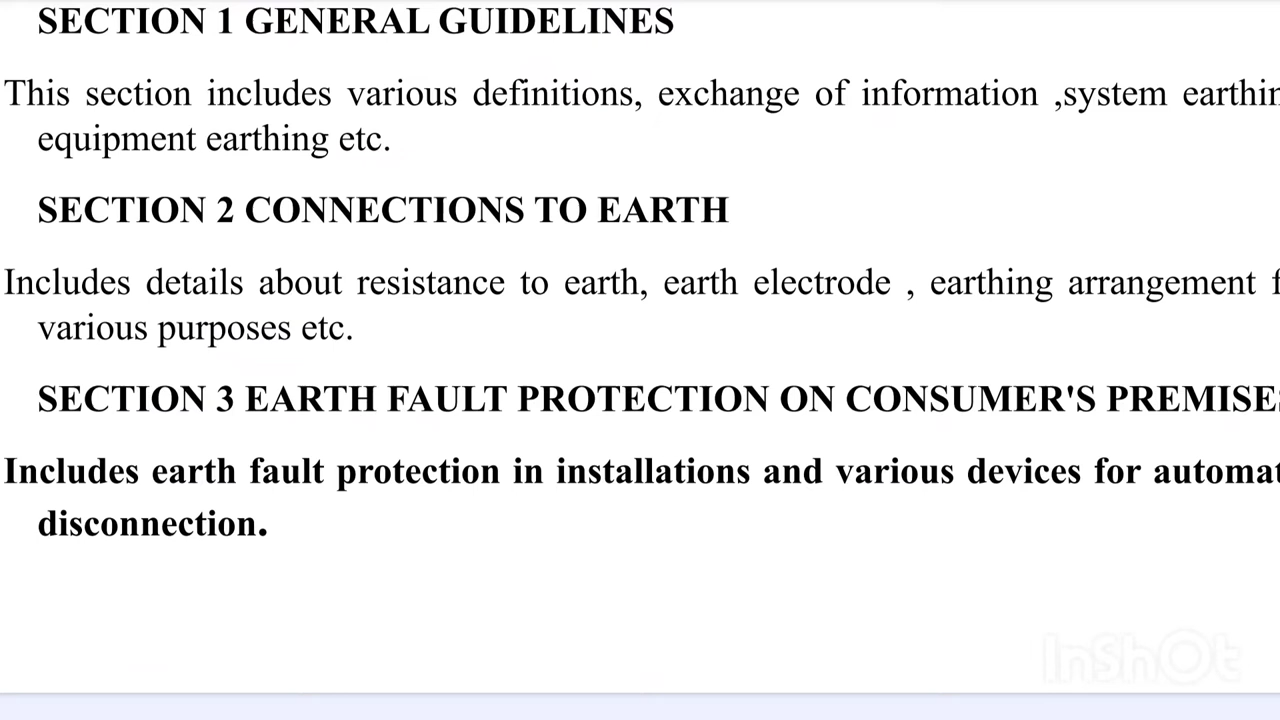 SECTION 1 GENERAL GUIDELINES
This section includes various definitions, exchange of information ,system earthin
equipment earthing etc.
SECTION 2 CONNECTIONS TO EARTH
Includes details about resistance to earth, earth electrode , earthing arrangement f
various purposes etc.
SECTION 3 EARTH FAULT PROTECTION ON CONSUMER'S PREMISES
Includes earth fault protection in installations and various devices for automat
disconnection.
InShOt